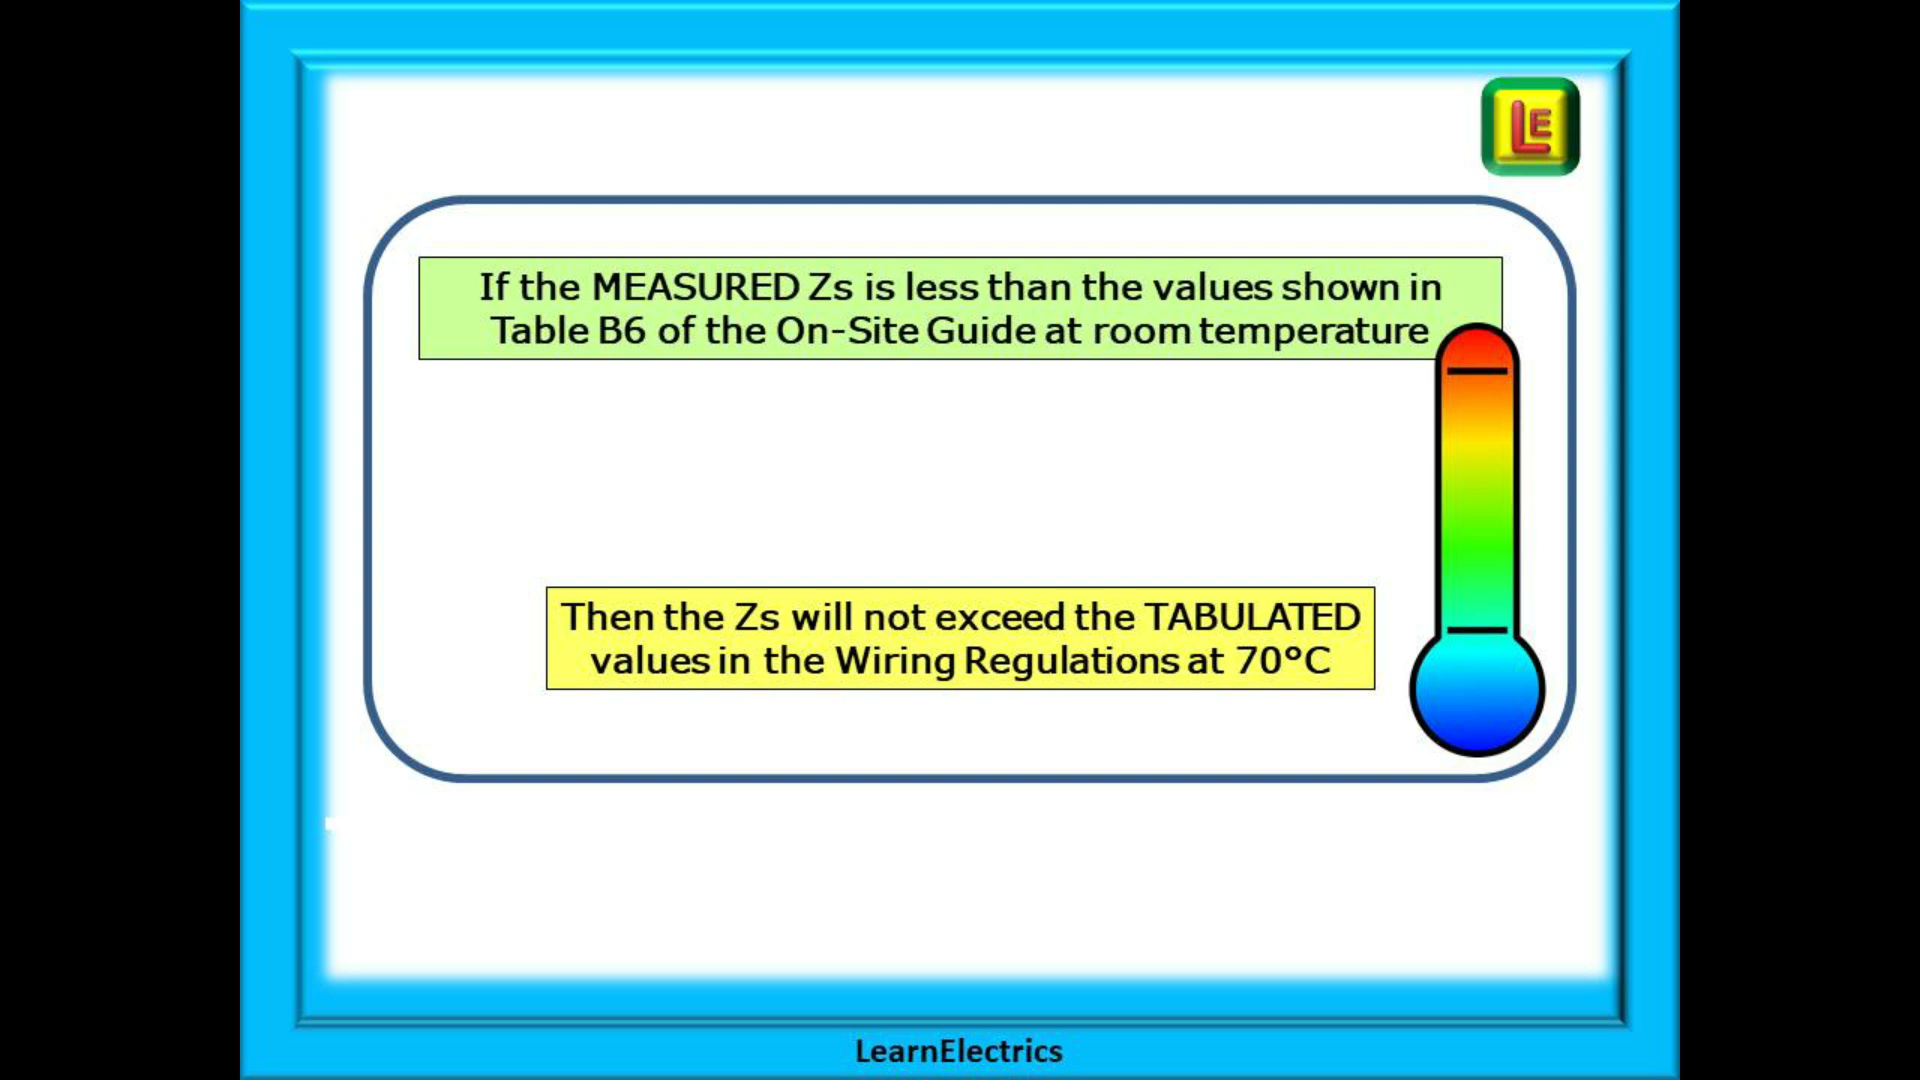 LE
If the MEASURED Zs is less than the values shown in
Table B6 of the On-Site Guide at room temperature
Then the Zs will not exceed the TABULATED
values in the Wiring Regulations at 70°C
LearnElectrics